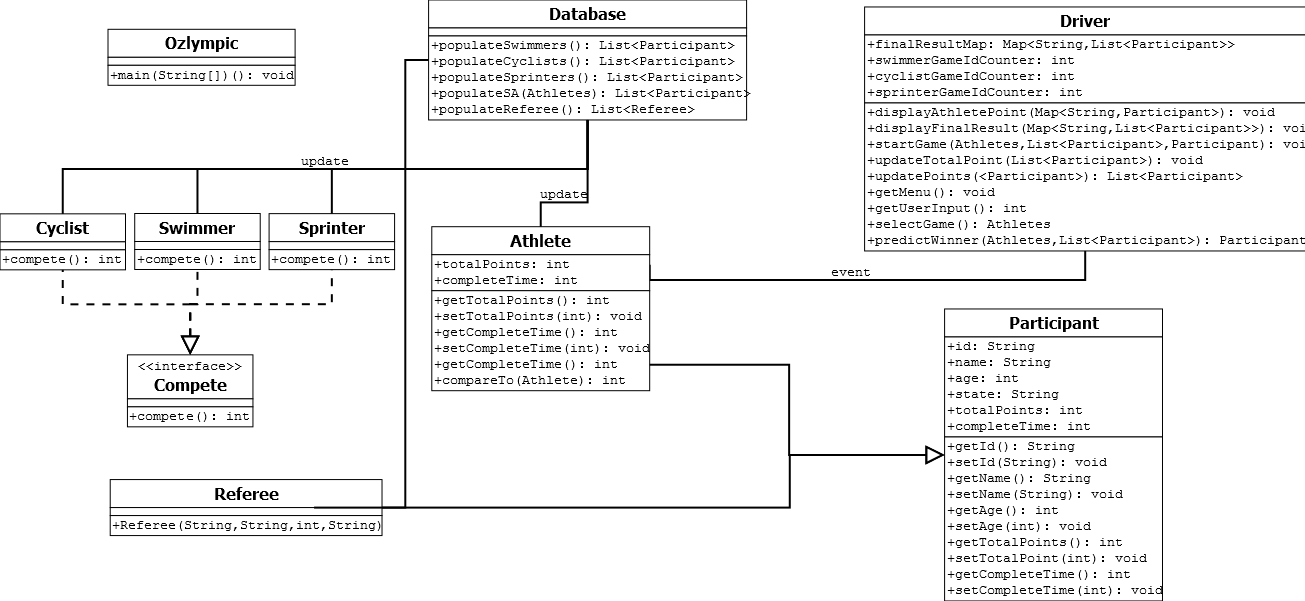 Ozlympic
+main(String[])(): void
Database
+populateSwimmers(): List<Participant>
+populateCyclists(): List<Participant>
+populateSprinters(): List<Participant>
+populateSA(Athletes): List<Participant>
+populateReferee(): List<Referee>
Driver
+finalResultMap: Map<String,List<Participant>>
+swimmerGameIdCounter: int
+cyclistGameIdCounter: int
+sprinterGameIdCounter: int
+displayAthletePoint(Map<String,Participant>): void
+displayFinalResult(Map<String,List<Participant>>): voi
+startGame(Athletes,List<Participant>,Participant): voi
+updateTotalPoint(List<Participant>): void
+updatePoints(<Participant>): List<Participant>
+getMenu(): void
+getUserInput(): int
+selectGame(): Athletes
+predictWinner(Athletes,List<Participant>): Participant
update
update
Cyclist
+compete(): int
Swimmer
+compete(): int
Sprinter
+compete(): int
Athlete
+totalPoints: int
+completeTime: int
+getTotalPoints(): int
+setTotalPoints(int): void
+getCompleteTime(): int
+setCompleteTime(int): void
+getCompleteTime(): int
+compareTo(Athlete): int
event
<<interface>>
Compete
+compete(): int
Participant
+id: String
+name: String
+age: int
+state: String
+totalPoints: int
+completeTime: int
+getId(): String
+setId(String): void
+getName(): String
+setName(String): void
+getAge(): int
+setAge(int): void
+getTotalPoints(): int
+setTotalPoint(int): void
+getCompleteTime(): int
+setCompleteTime(int): void
Referee
+Referee(String,String,int,String)